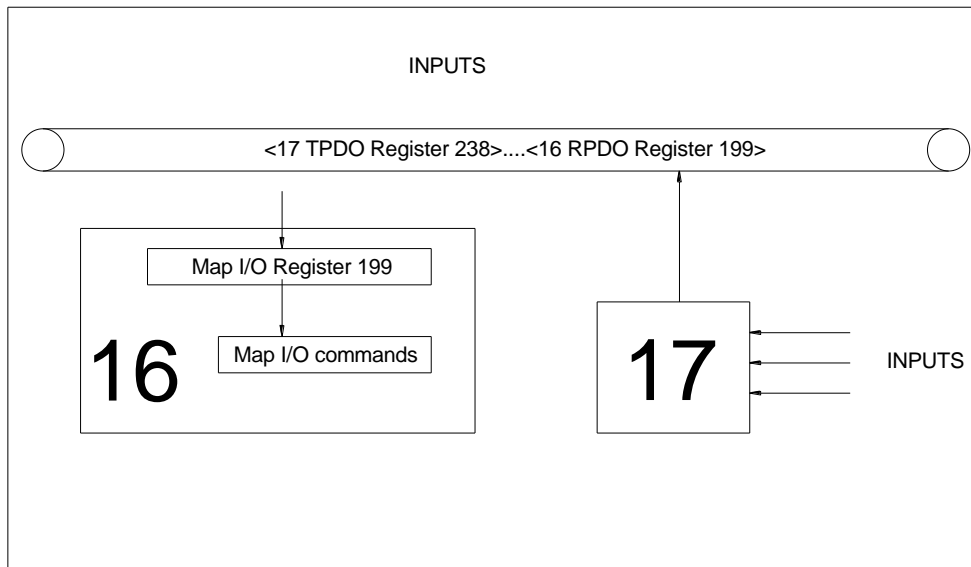 INPUTS
<17 TPDO Register 238>....<16 RPDO Register 199>
Map I/O Register 199
16
Map I/O commands
17
INPUTS